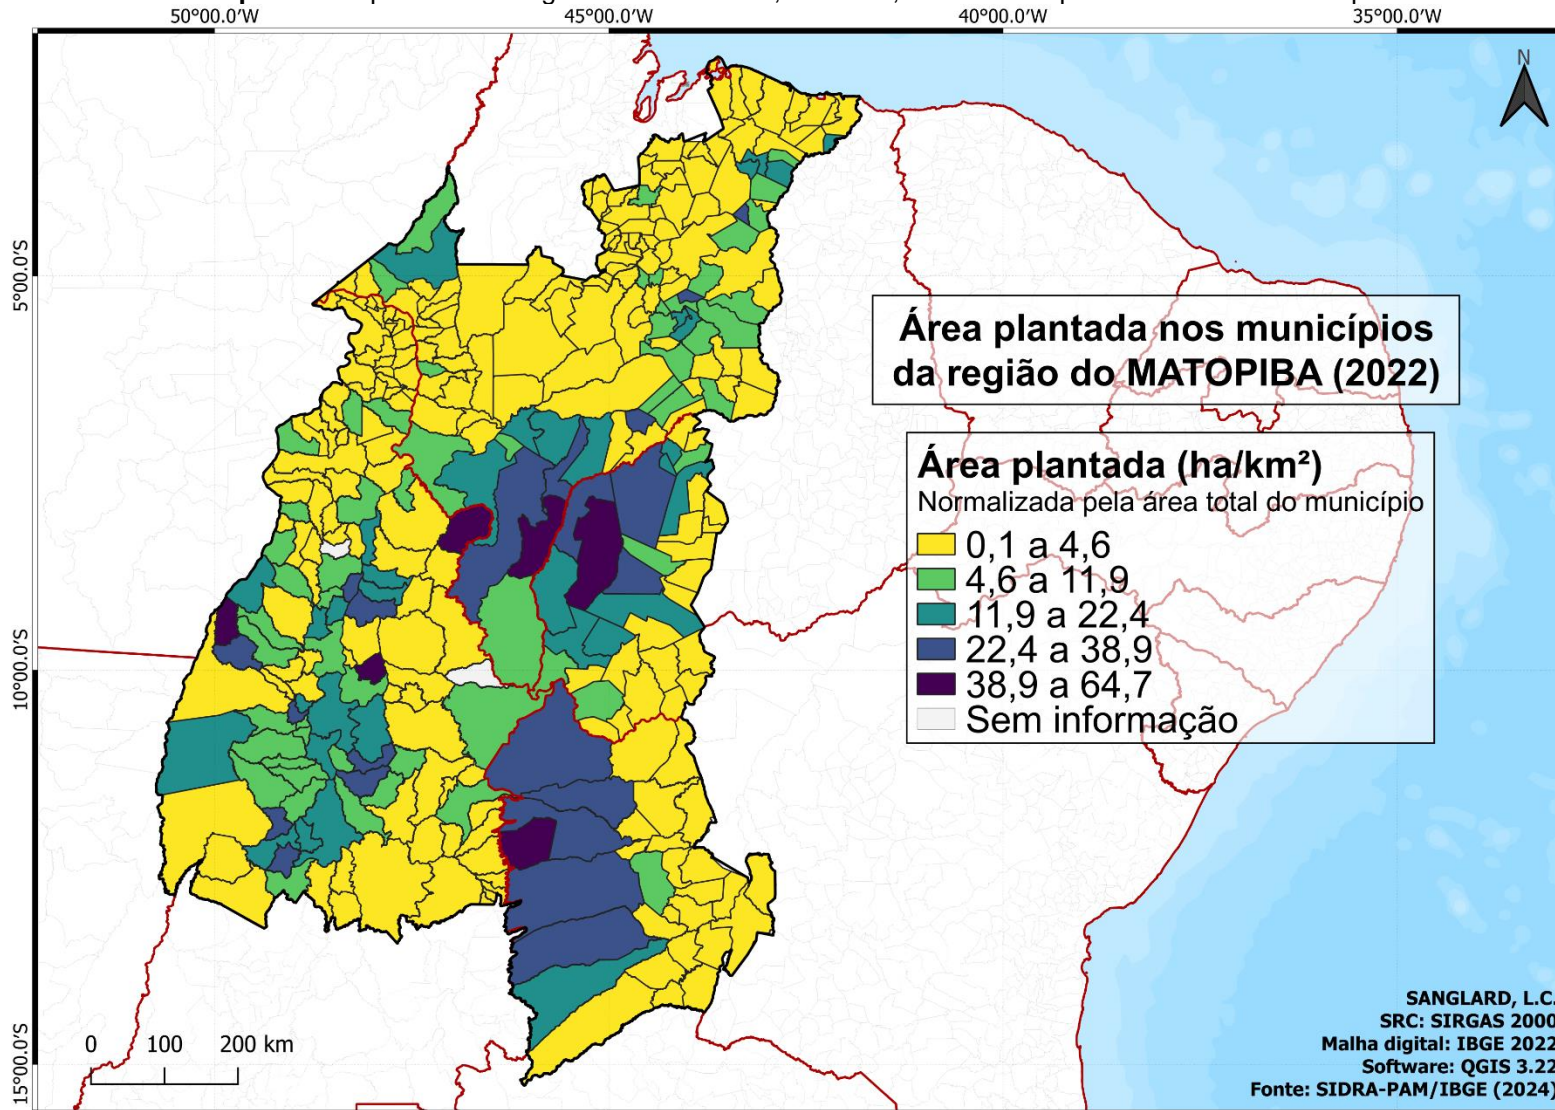 50°00.0'W 45°00.0'W 40°00.0'W 35°00.0'W
N
5°00.0'S
Área plantada nos municípios
da região do MATOPIBA (2022)
Área plantada (ha/km²)
Normalizada pela área total do município
0,1 a 4,6
4,6 a 11,9
11,9 a 22,4
22,4 a 38,9
38,9 a 64,7
Sem informação
10°00.0'S
15°00.0'S
0 100 200 km
SANGLARD, L.C.
SRC: SIRGAS 2000
Malha digital: IBGE 2022
Software: QGIS 3.22
Fonte: SIDRA-PAM/IBGE (2024)